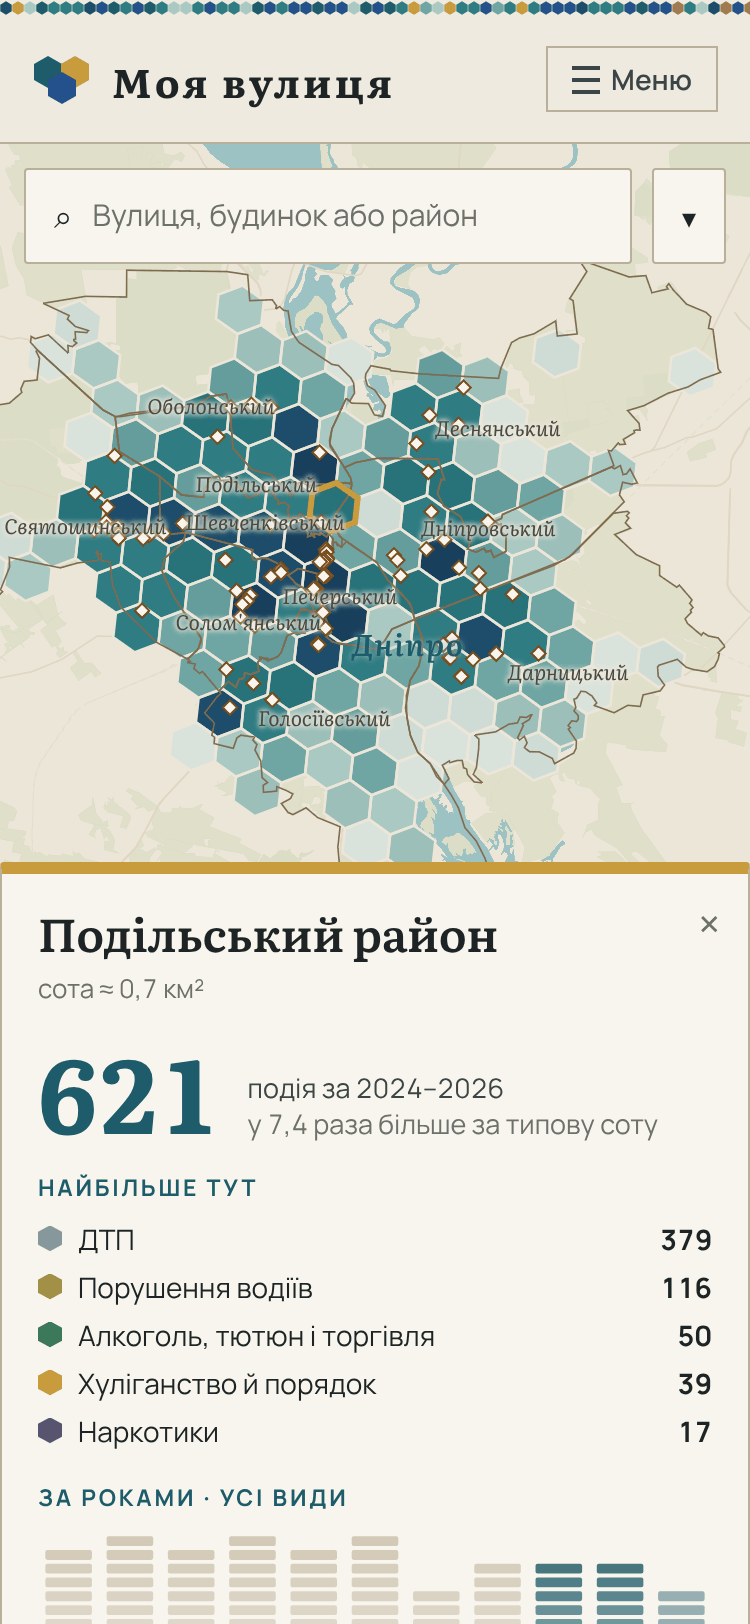 Моя вулиця
Меню
Вулиця, будинок або район
Оболонський
Деснянський
Подільський
Святошинський
Шевченківський
Дніпровський
Печерський
Солом'янський
Дніпро
Дарницький
Голосіївський
Подільський район
×
сота ≈ 0,7 км²
621
подія за 2024–2026
у 7,4 раза більше за типову соту
НАЙБІЛЬШЕ ТУТ
ДТП 379
Порушення водіїв 116
Алкоголь, тютюн і торгівля 50
Хуліганство й порядок 39
Наркотики 17
ЗА РОКАМИ · УСІ ВИДИ